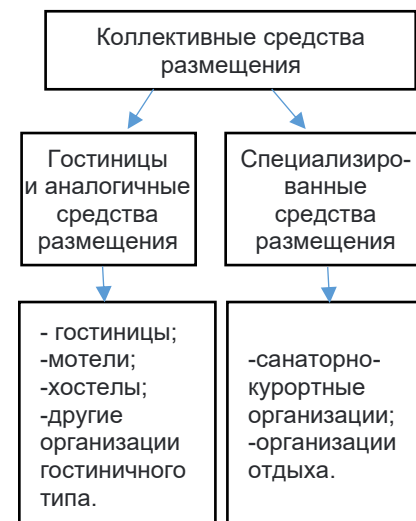 Коллективные средства
размещения
Гостиницы
и аналогичные
средства
размещения
Специализиро-
ванные
средства
размещения
- гостиницы;
-мотели;
-хостелы;
-другие
организации
гостиничного
типа.
-санаторно-
курортные
организации;
-организации
отдыха.